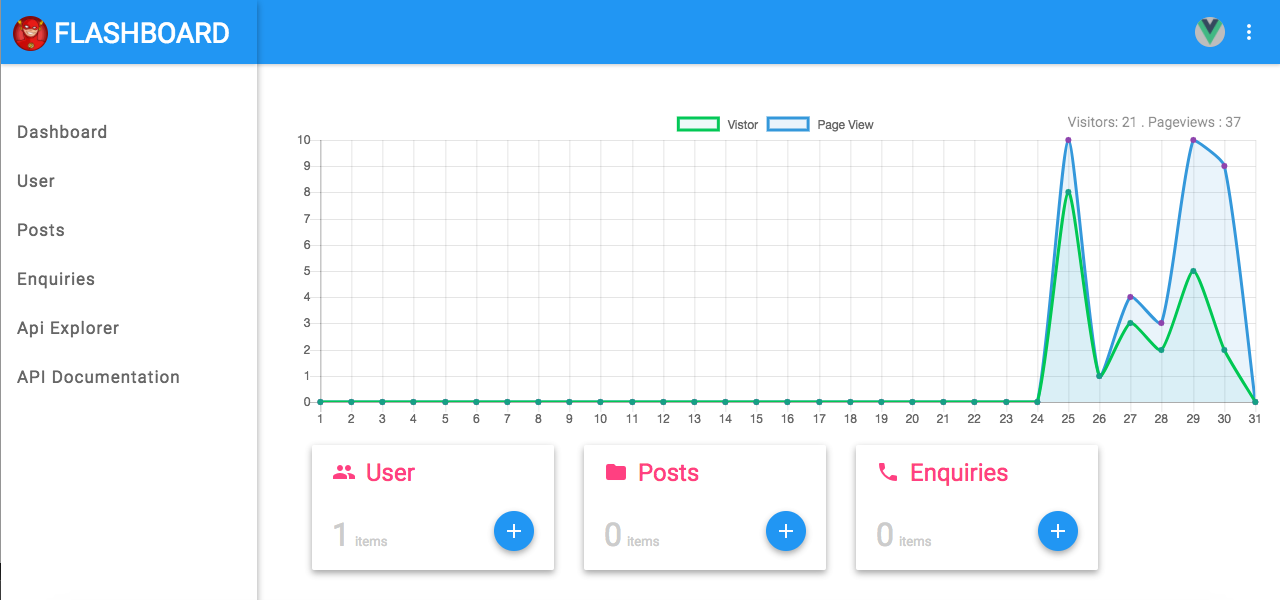 FLASHBOARD
Dashboard
User
Posts
Enquiries
Api Explorer
API Documentation
Vistor Page View
Visitors: 21 . Pageviews : 37
10
9
8
7
6
5
4
3
2
1
0
1 2 3 4 5 6 7 8 9 10 11 12 13 14 15 16 17 18 19 20 21 22 23 24 25 26 27 28 29 30 31
User
1 items
Posts
0 items
Enquiries
0 items